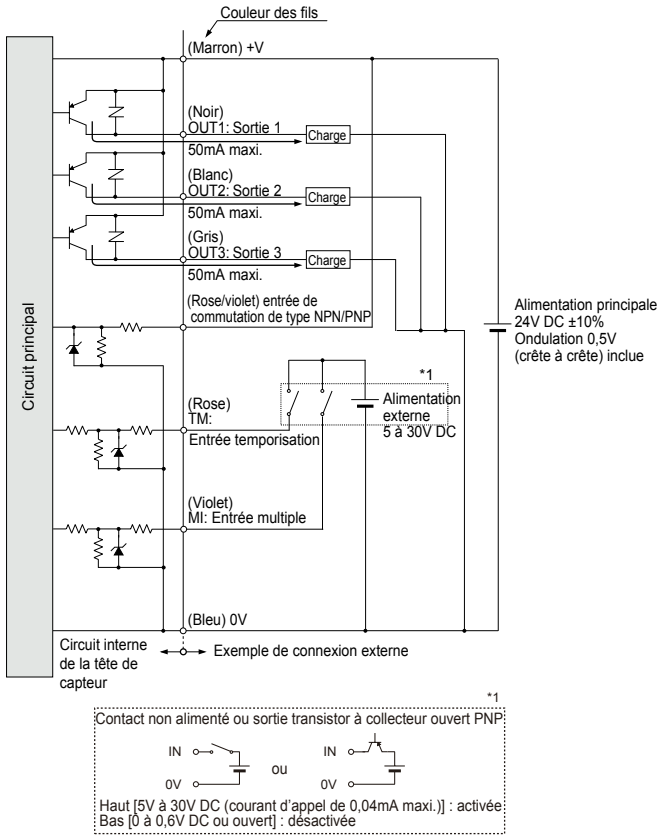 Couleur des fils
(Marron) +V
(Noir)
OUT1: Sortie 1
Charge
50mA maxi.
(Blanc)
OUT2: Sortie 2
Charge
50mA maxi.
(Gris)
OUT3: Sortie 3
Charge
50mA maxi.
Circuit principal
(Rose/violet) entrée de
commutation de type NPN/PNP
Alimentation principale
24V DC ±10%
Ondulation 0,5V
(crête à crête) inclue
*1
Alimentation
externe
5 à 30V DC
(Rose)
TM:
Entrée temporisation
(Violet)
MI: Entrée multiple
(Bleu) 0V
Circuit interne
de la tête de
capteur
Exemple de connexion externe
*1
Contact non alimenté ou sortie transistor à collecteur ouvert PNP
IN
0V
ou
IN
0V
Haut [5V à 30V DC (courant d'appel de 0,04mA maxi.)] : activée
Bas [0 à 0,6V DC ou ouvert] : désactivée